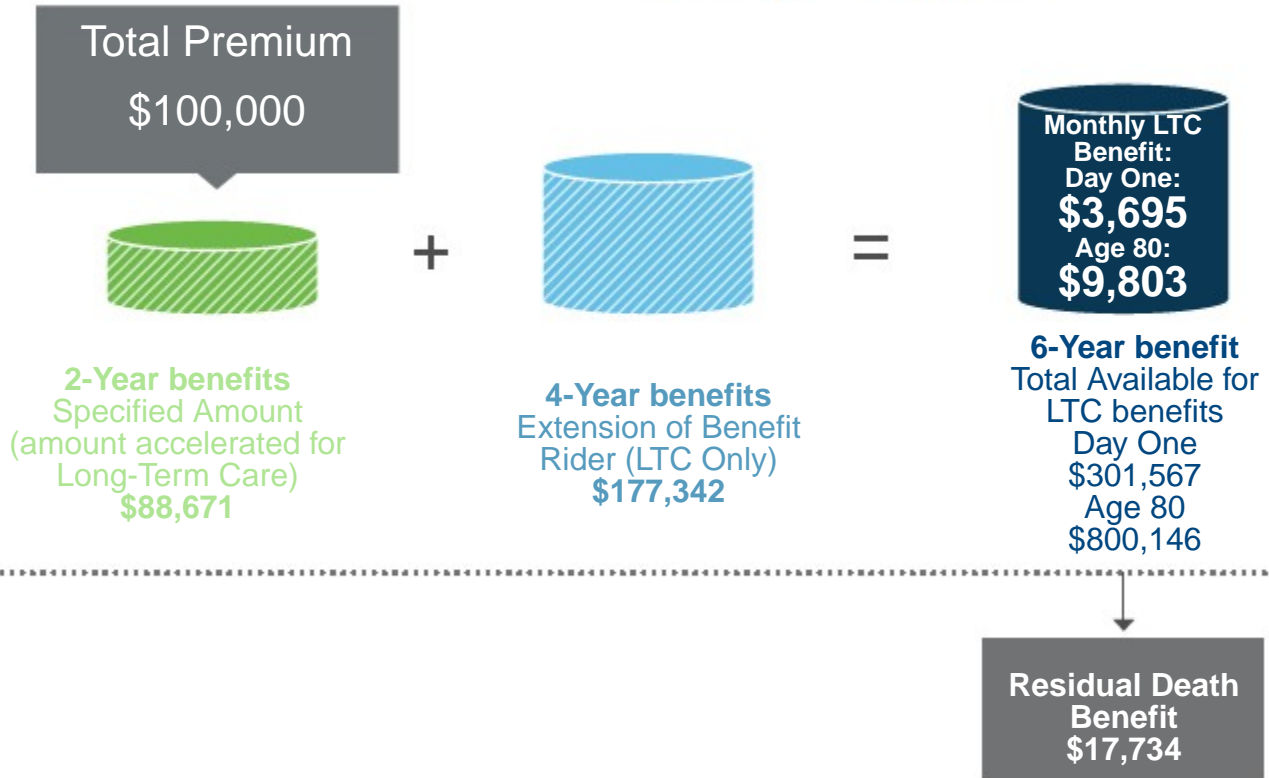 Total Premium
$100,000
+
=
Monthly LTC
Benefit:
Day One:
$3,695
Age 80:
$9,803
2-Year benefits
Specified Amount
(amount accelerated for
Long-Term Care)
$88,671
4-Year benefits
Extension of Benefit
Rider (LTC Only)
$177,342
6-Year benefit
Total Available for
LTC benefits
Day One
$301,567
Age 80
$800,146
Residual Death
Benefit
$17,734